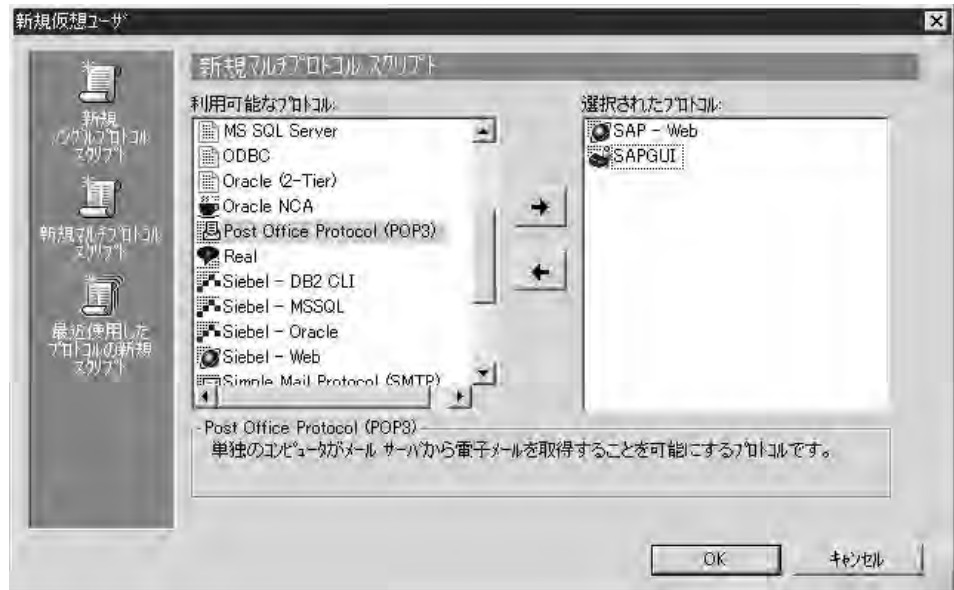 新規仮想ユーザ
新規
シングルプロトコル
スクリプト
新規マルチプロトコル
スクリプト
最近使用した
プロトコルの新規
スクリプト
新規マルチプロトコル スクリプト
利用可能なプロトコル:
MS SQL Server
ODBC
Oracle (2-Tier)
Oracle NCA
Post Office Protocol (POP3)
Real
Siebel - DB2 CLI
Siebel - MSSQL
Siebel - Oracle
Siebel - Web
Simple Mail Protocol (SMTP)
選択されたプロトコル:
SAP - Web
SAPGUI
Post Office Protocol (POP3)
単独のコンピュータがメール サーバから電子メールを取得することを可能にするプロトコルです。
OK
キャンセル